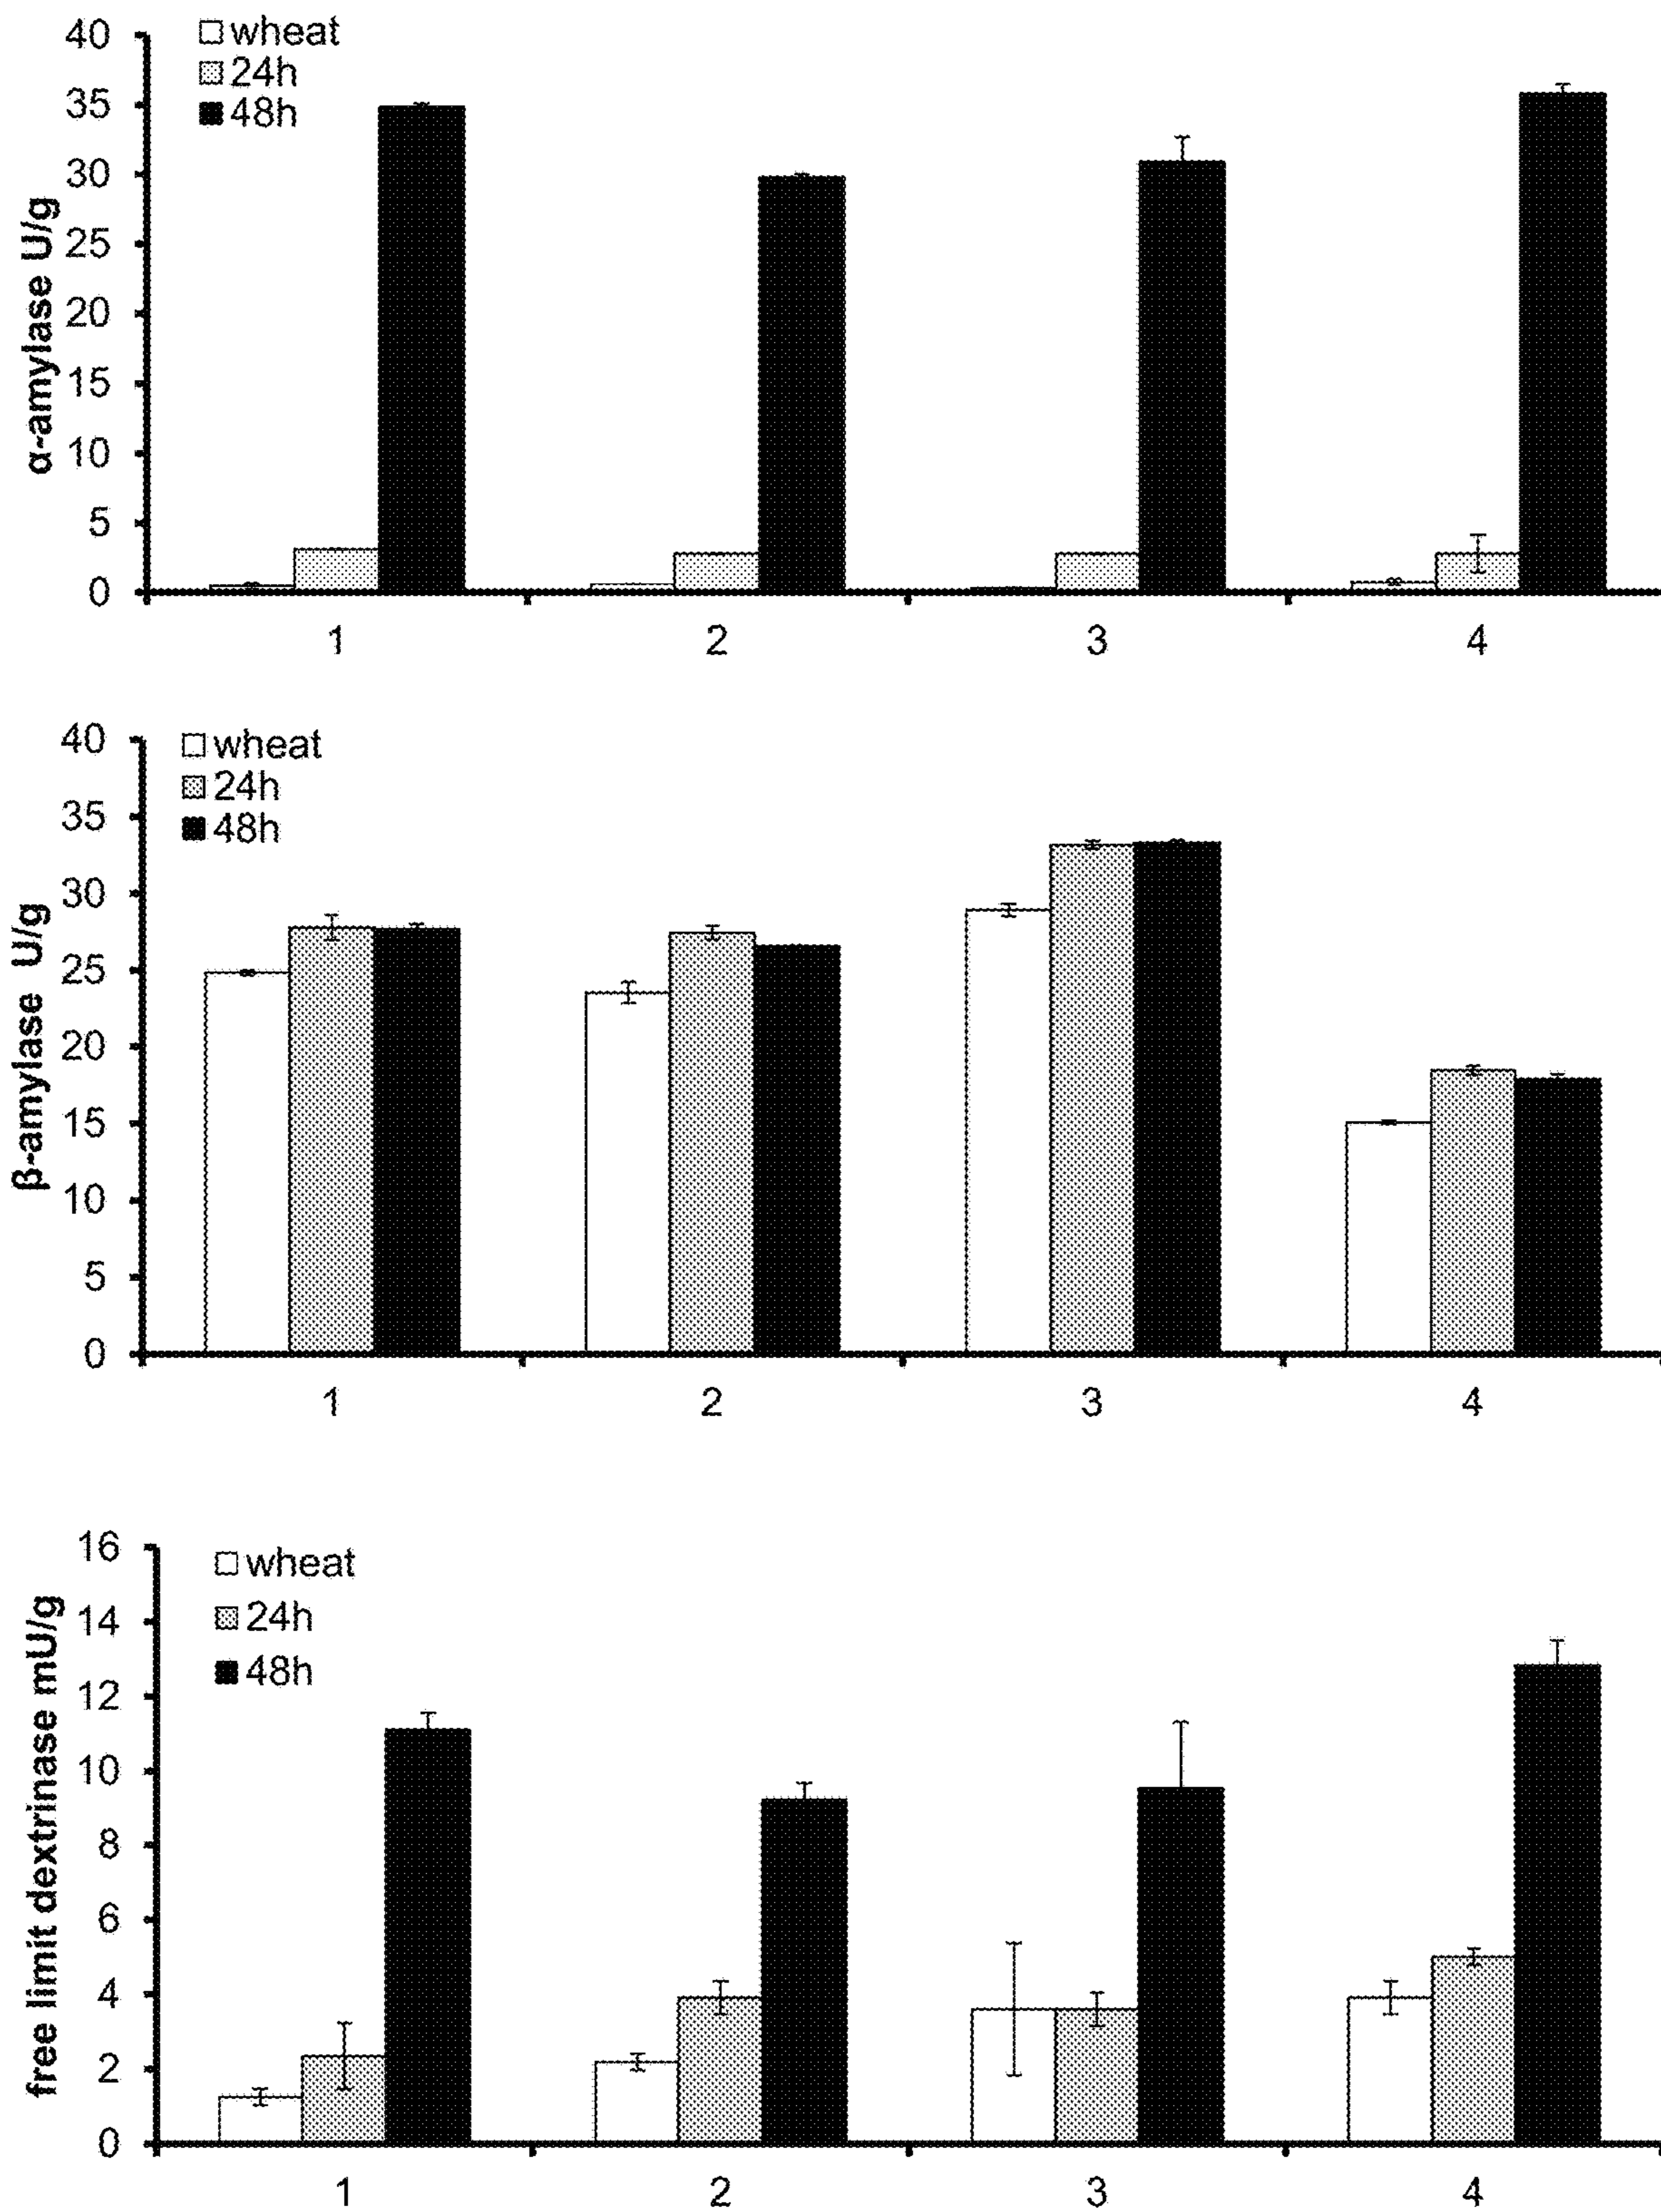 α-amylase U/g
40
35
30
25
20
15
10
5
0
wheat
24h
48h
1 2 3 4
β-amylase U/g
40
35
30
25
20
15
10
5
0
wheat
24h
48h
1 2 3 4
free limit dextrinase mU/g
16
14
12
10
8
6
4
2
0
wheat
24h
48h
1 2 3 4